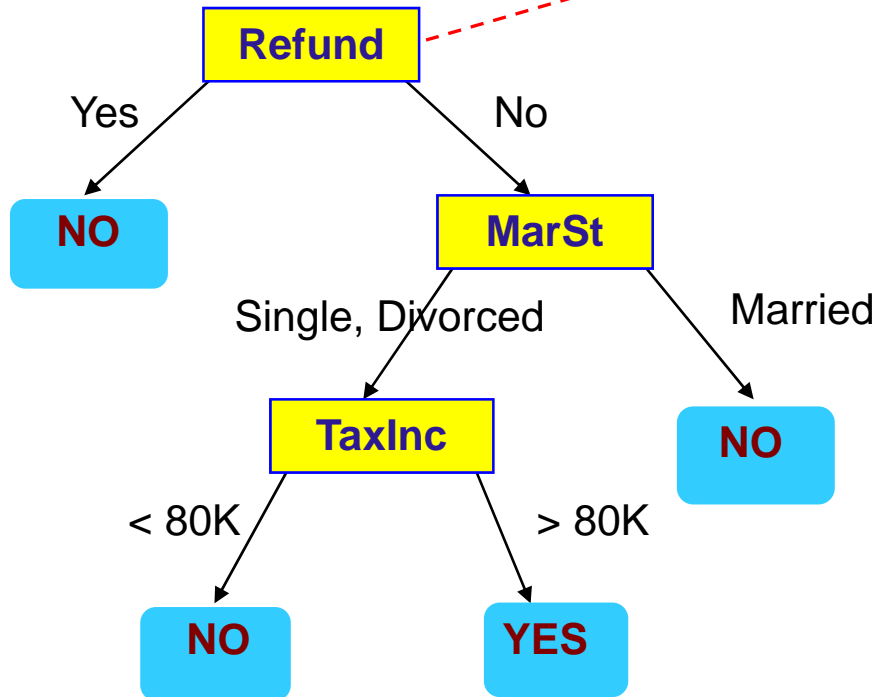 Refund
Yes
No
NO
MarSt
Single, Divorced
Married
TaxInc
NO
< 80K
> 80K
NO
YES